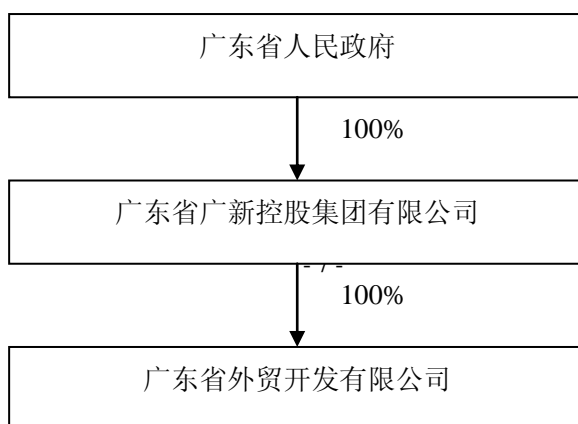 广东省人民政府
100%
广东省广新控股集团有限公司
- 7 -
100%
广东省外贸开发有限公司